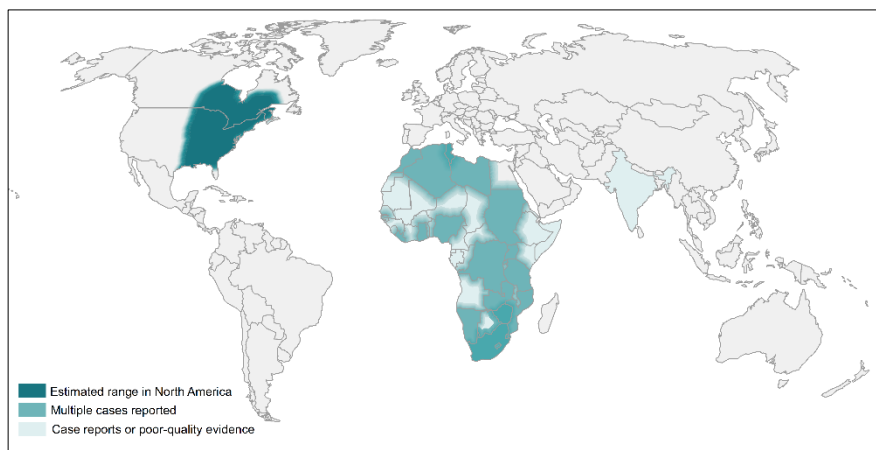 Estimated range in North America
Multiple cases reported
Case reports or poor-quality evidence